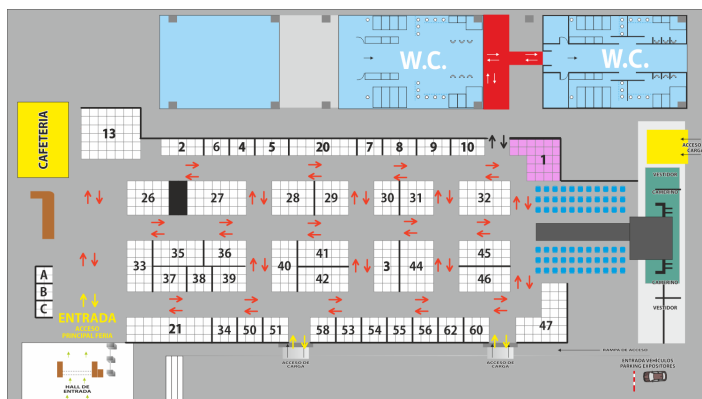 W.C.
W.C.
CAFETERIA
13
2
6
4
5
20
7
8
9
10
1
ACCESO
CARGA
VESTIDOR
CAMERINO
26
27
28
29
30
31
32
33
35
36
37
38
39
40
41
42
3
44
45
46
CAMERINO
VESTIDOR
A
B
C
ENTRADA
ACCESO
PRINCIPAL FERIA
21
34
50
51
58
53
54
55
56
62
60
47
ACCESO DE
CARGA
ACCESO DE
CARGA
RAMPA DE ACCESO
ENTRADA VEHÍCULOS
PARKING EXPOSITORES
HALL DE
ENTRADA